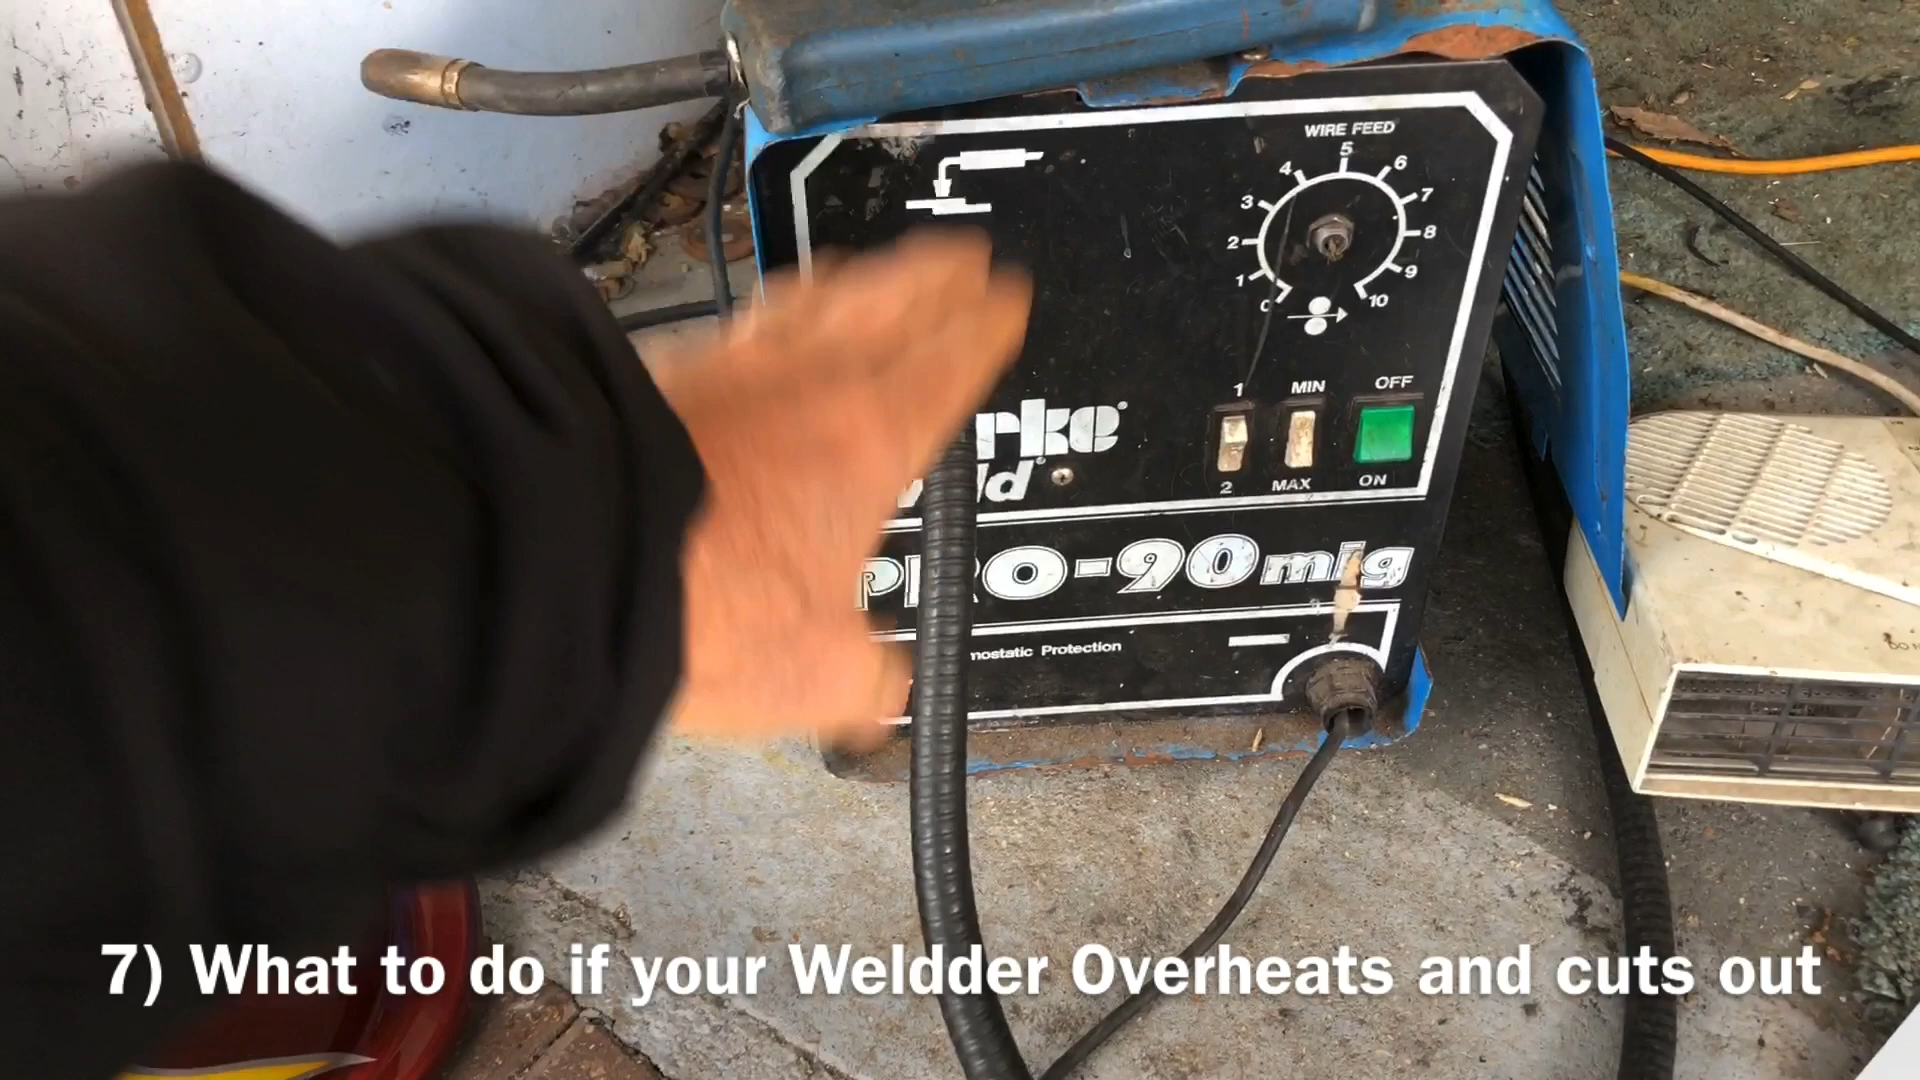 WIRE FEED
0 1 2 3 4 5 6 7 8 9 10
1 MIN OFF
2 MAX ON
rke®
ld®
PRO-90mig
mostatic Protection
7) What to do if your Weldder Overheats and cuts out